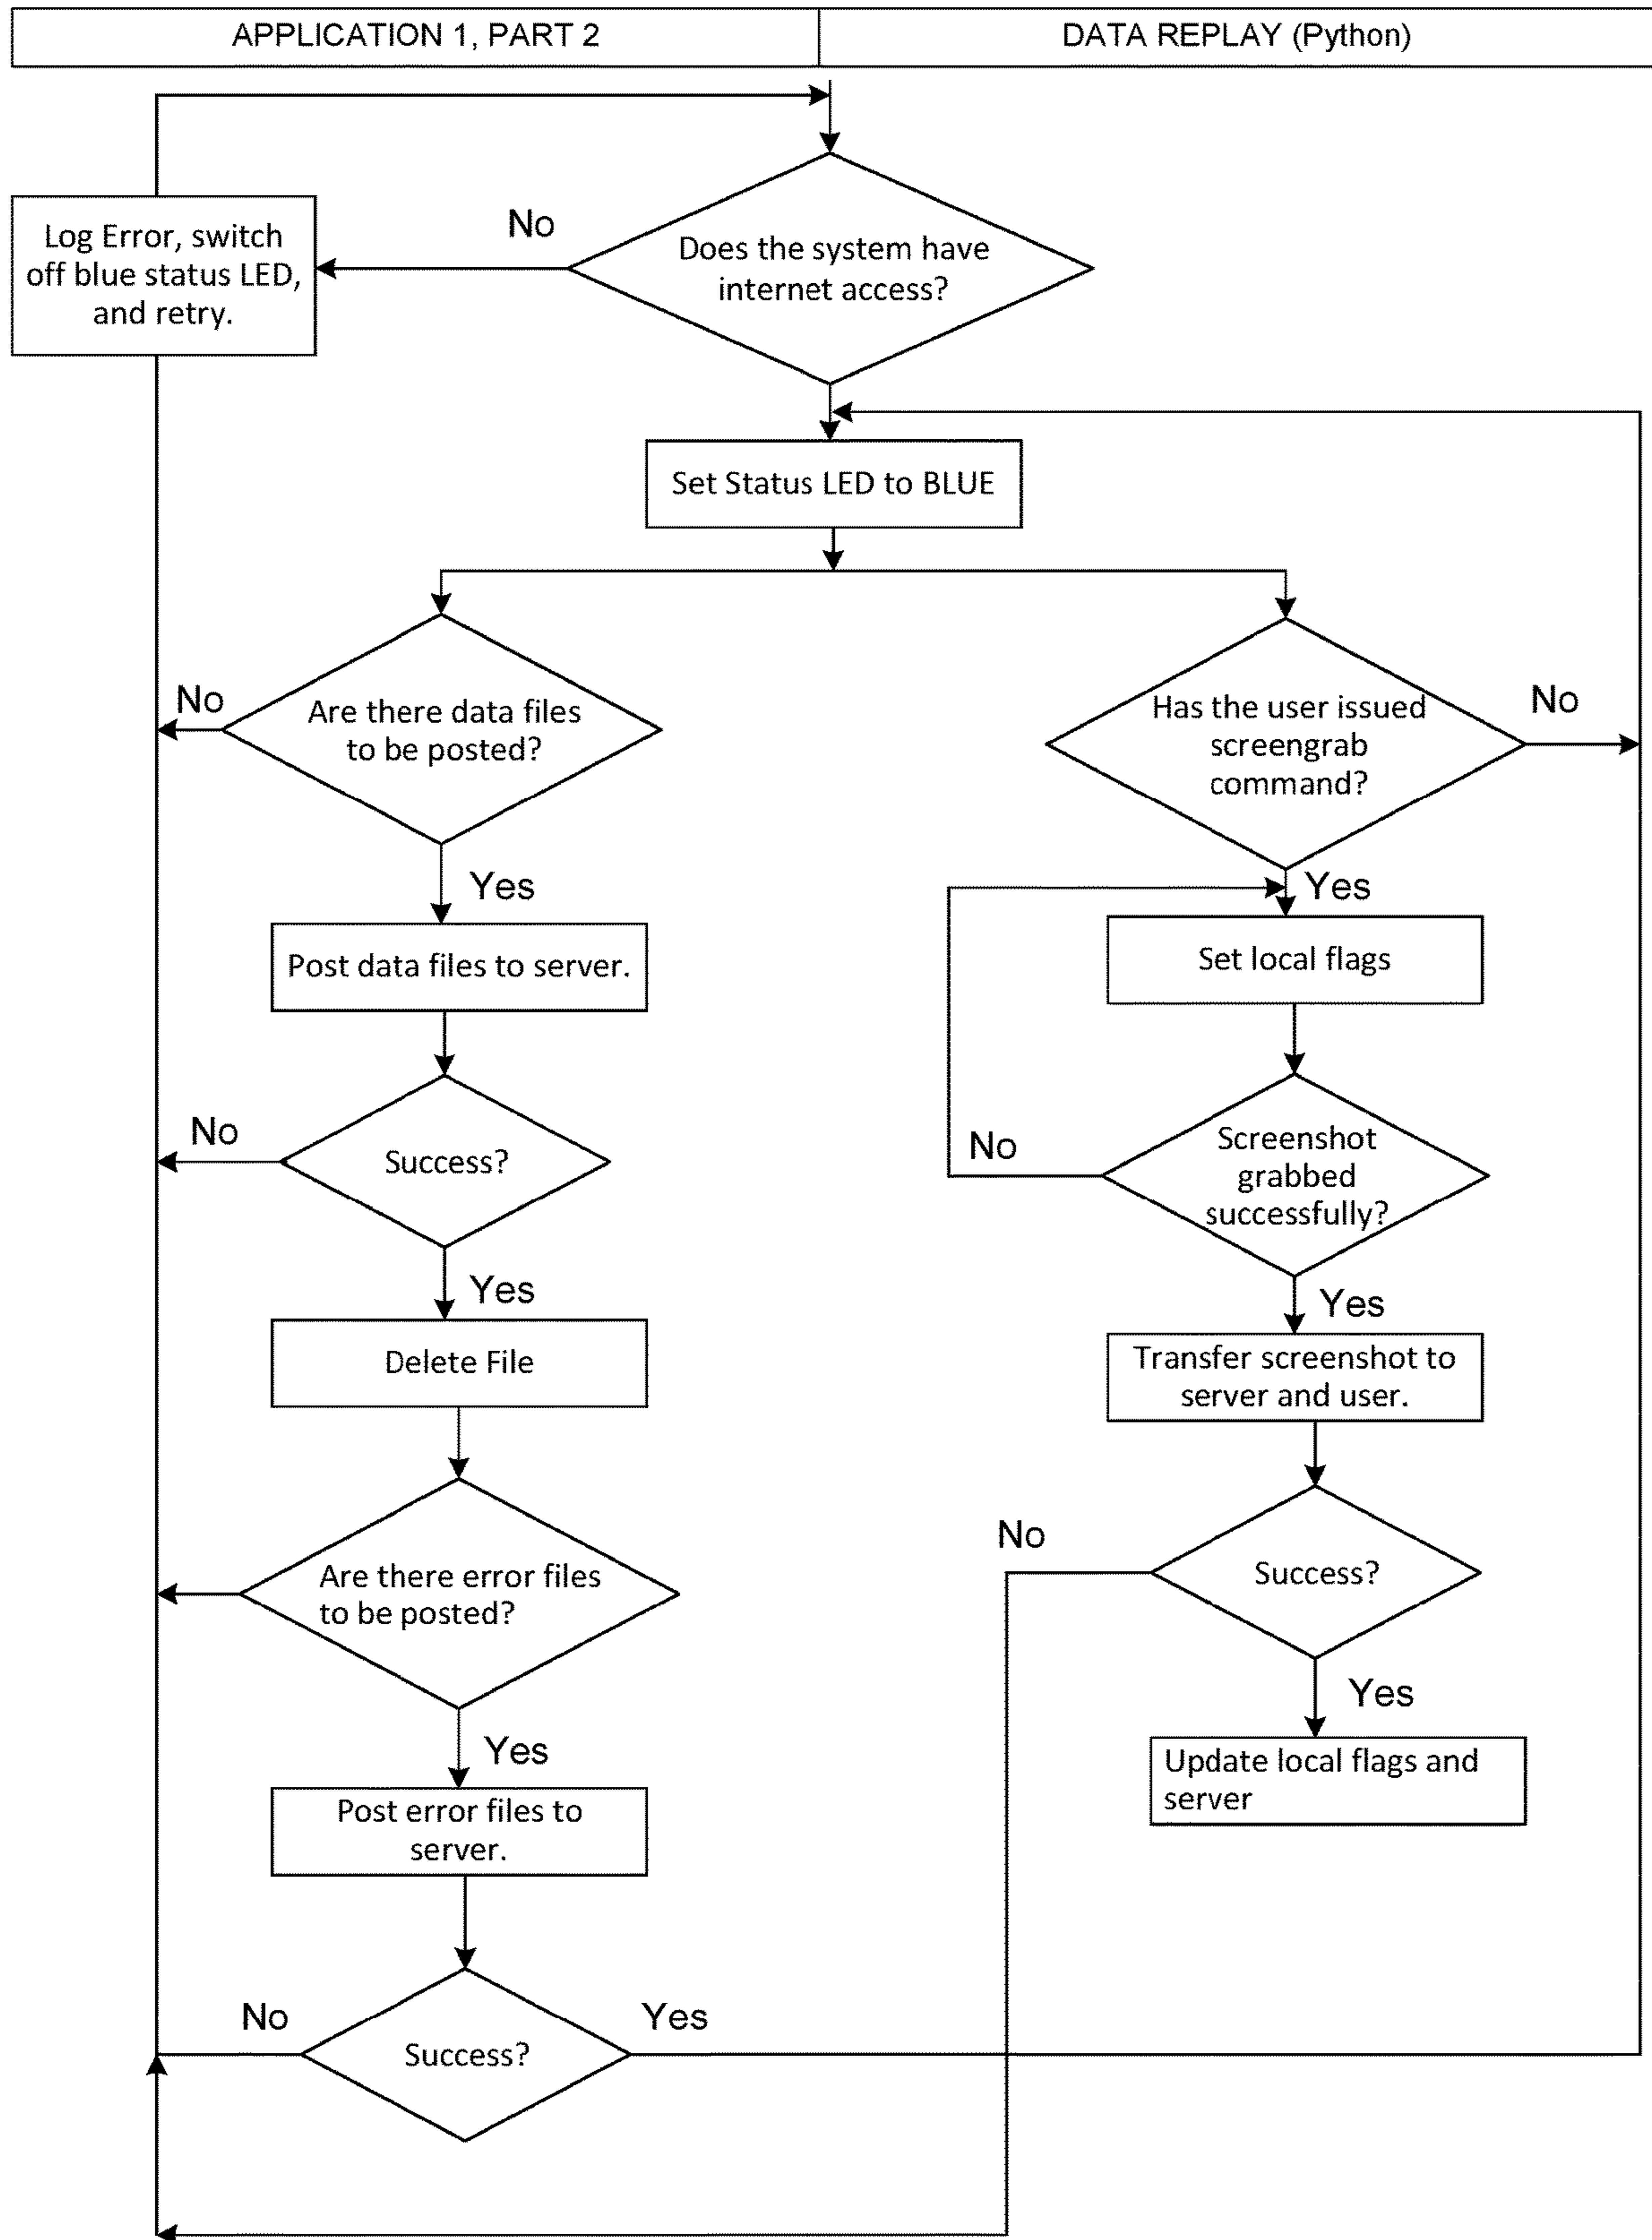 APPLICATION 1, PART 2
DATA REPLAY (Python)
No
Log Error, switch
off blue status LED,
and retry.
Does the system have
internet access?
Set Status LED to BLUE
No
Are there data files
to be posted?
Has the user issued
screengrab
command?
No
Yes
Yes
Post data files to server.
Set local flags
No
Success?
No
Screenshot
grabbed
successfully?
Yes
Yes
Delete File
Transfer screenshot to
server and user.
Are there error files
to be posted?
No
Success?
Yes
Yes
Post error files to
server.
Update local flags and
server
No
Success?
Yes